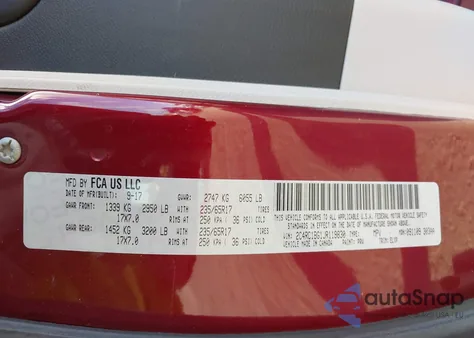 MFD BY FCA US LLC
DATE OF MFR(BUILT): 9-17 GVWR: 2747 KG 6055 LB
GAWR FRONT: 1339 KG 2950 LB 235/65R17 TIRES
17X7.0 RIMS AT 250 KPA | 36 PSI COLD
GAWR REAR: 1452 KG 3200 LB 235/65R17 TIRES
17X7.0 RIMS AT 250 KPA | 36 PSI COLD
THIS VEHICLE CONFORMS TO ALL APPLICABLE U.S.A. FEDERAL MOTOR VEHICLE SAFETY
STANDARDS IN EFFECT ON THE DATE OF MANUFACTURE SHOWN ABOVE.
TYPE: MPV
MADE IN CANADA PAINT: PRV
autoSnap